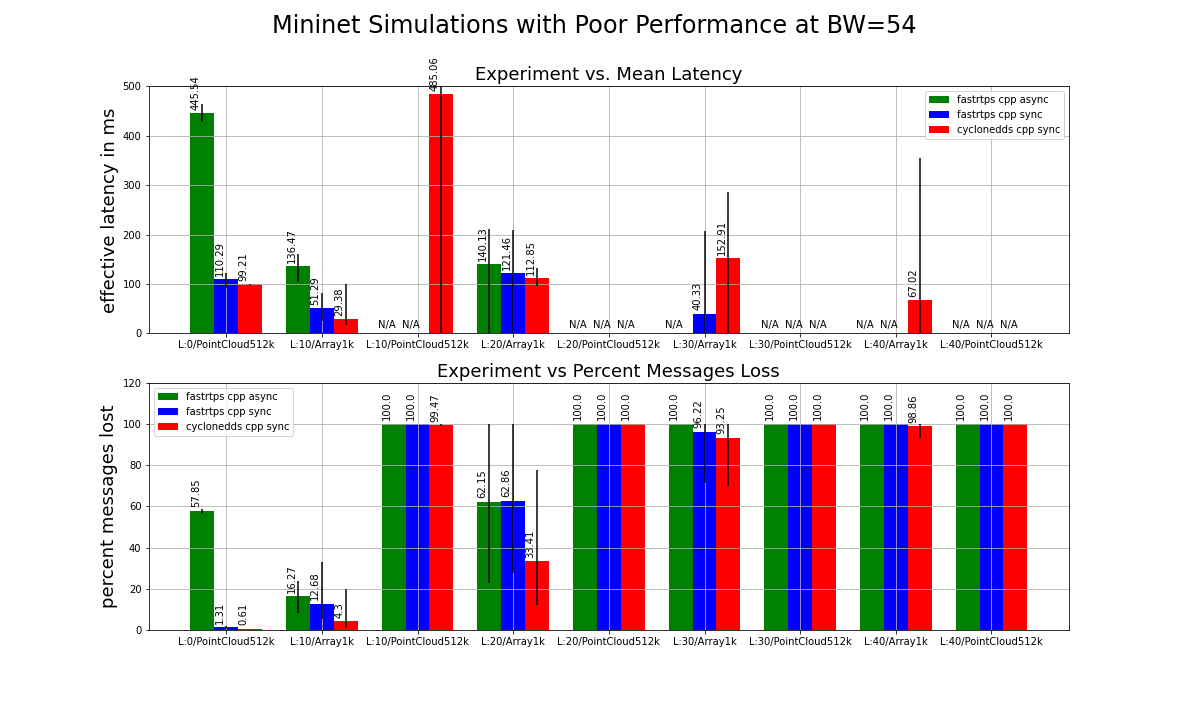 Mininet Simulations with Poor Performance at BW=54
Experiment vs. Mean Latency
effective latency in ms
500
400
300
200
100
0
fastrtps cpp async
fastrtps cpp sync
cyclonedds cpp sync
445.54
110.29
99.21
136.47
51.29
29.38
N/A N/A
485.06
140.13
121.46
112.85
N/A N/A N/A
N/A
40.33
152.91
N/A N/A N/A
N/A N/A
67.02
N/A N/A N/A
L:0/PointCloud512k L:10/Array1k L:10/PointCloud512k L:20/Array1k L:20/PointCloud512k L:30/Array1k L:30/PointCloud512k L:40/Array1k L:40/PointCloud512k
Experiment vs Percent Messages Loss
percent messages lost
120
100
80
60
40
20
0
fastrtps cpp async
fastrtps cpp sync
cyclonedds cpp sync
57.85
1.31
0.61
16.27
12.68
4.3
100.0
100.0
99.47
62.15
62.86
33.41
100.0
100.0
100.0
100.0
96.22
93.25
100.0
100.0
100.0
100.0
100.0
98.86
100.0
100.0
100.0
L:0/PointCloud512k L:10/Array1k L:10/PointCloud512k L:20/Array1k L:20/PointCloud512k L:30/Array1k L:30/PointCloud512k L:40/Array1k L:40/PointCloud512k